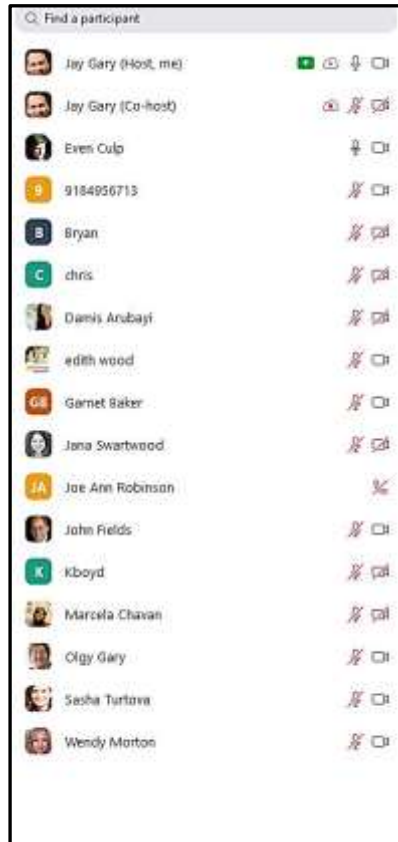 Find a participant
Jay Gary (Host, me)
Jay Gary (Co-host)
Even Culp
9 9184956713
B Bryan
C chris
Damis Arubayi
edith wood
GB Garnet Baker
Jana Swartwood
JA Joe Ann Robinson
John Fields
K Kboyd
Marcela Chavan
Olgy Gary
Sasha Turtova
Wendy Morton